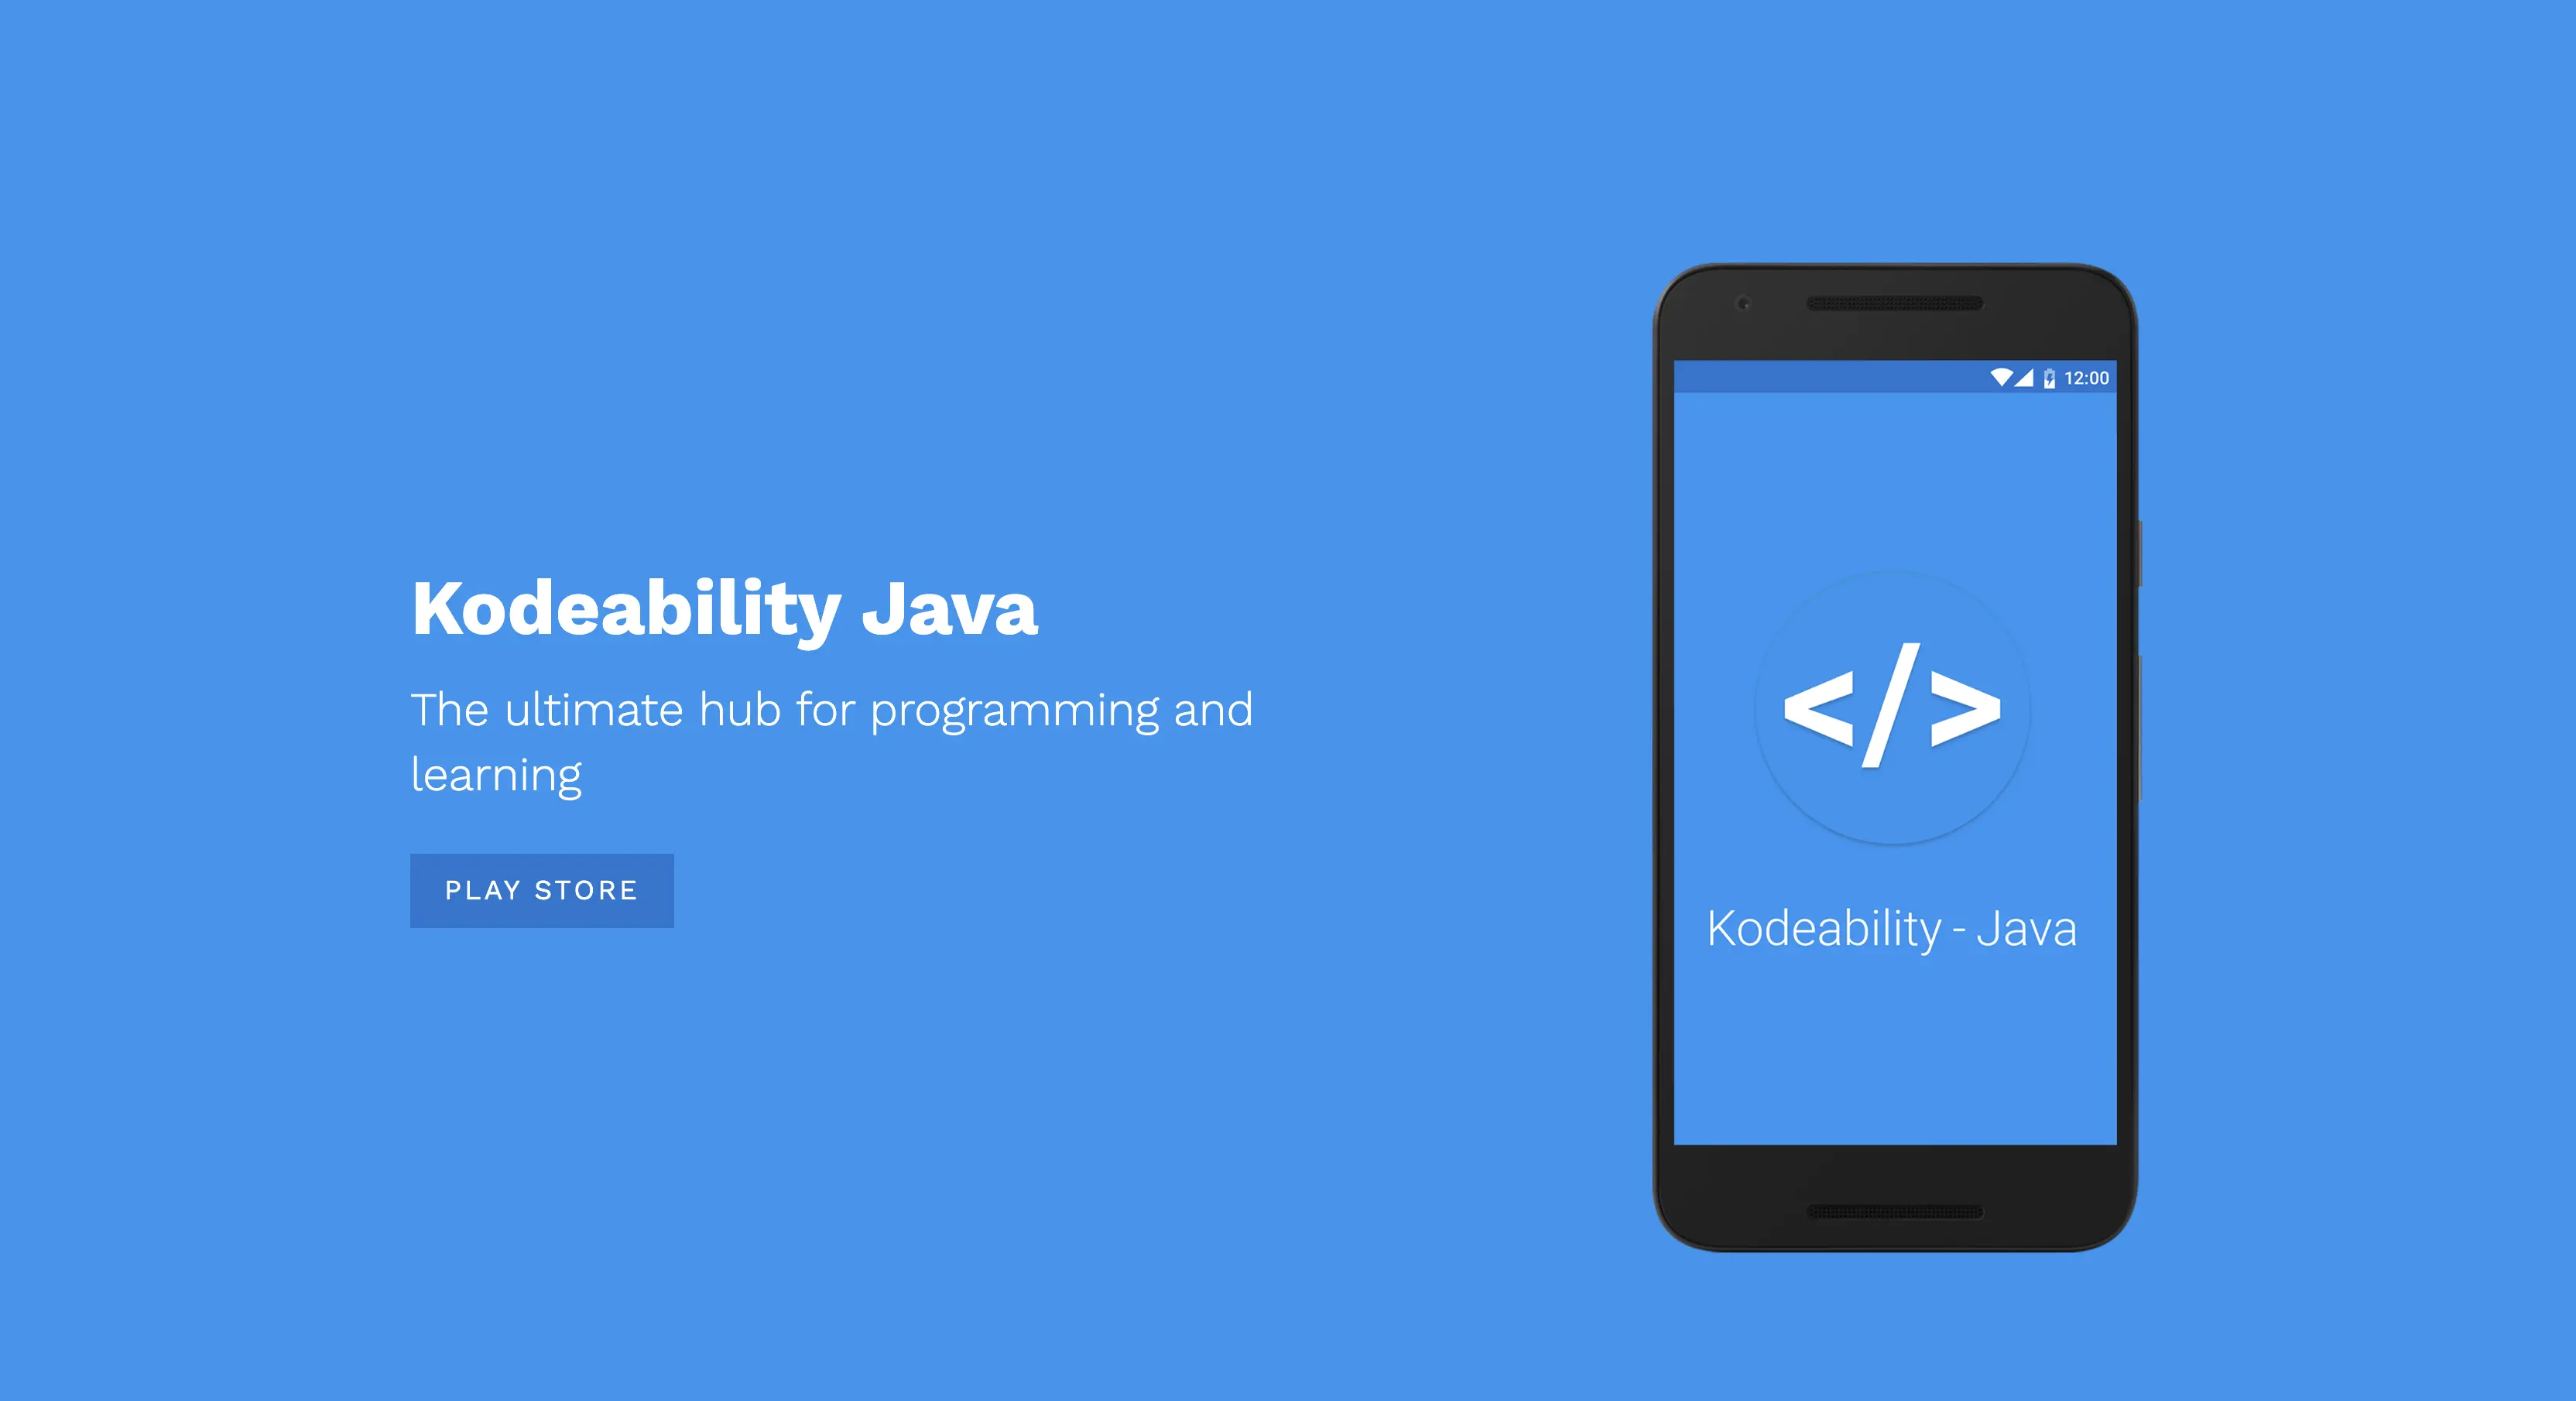 Kodeability Java
The ultimate hub for programming and
learning
PLAY STORE
12:00
</>
Kodeability - Java